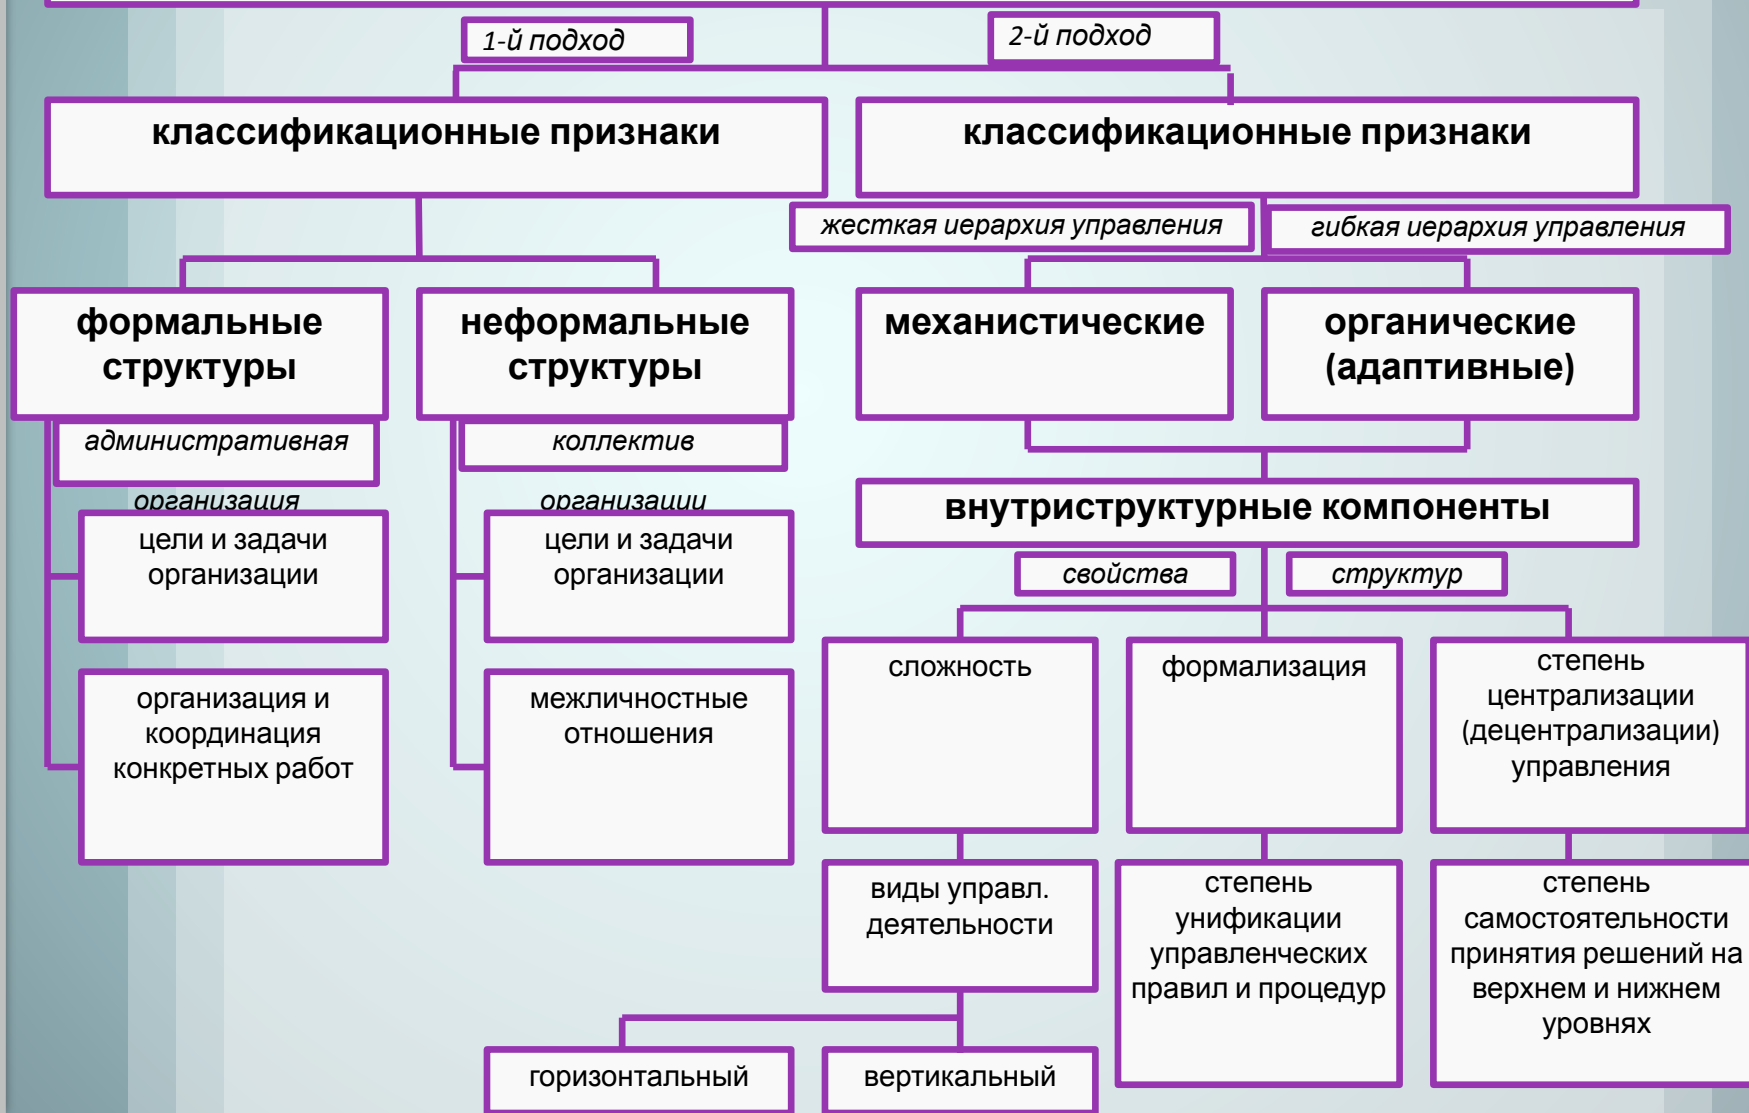 1-й подход
2-й подход
классификационные признаки
классификационные признаки
жесткая иерархия управления
гибкая иерархия управления
формальные
структуры
неформальные
структуры
механистические
органические
(адаптивные)
административная
организация
коллектив
организации
внутриструктурные компоненты
цели и задачи
организации
цели и задачи
организации
свойства
структур
организация и
координация
конкретных работ
межличностные
отношения
сложность
формализация
степень
централизации
(децентрализации)
управления
виды управл.
деятельности
степень
унификации
управленческих
правил и процедур
степень
самостоятельности
принятия решений на
верхнем и нижнем
уровнях
горизонтальный
вертикальный